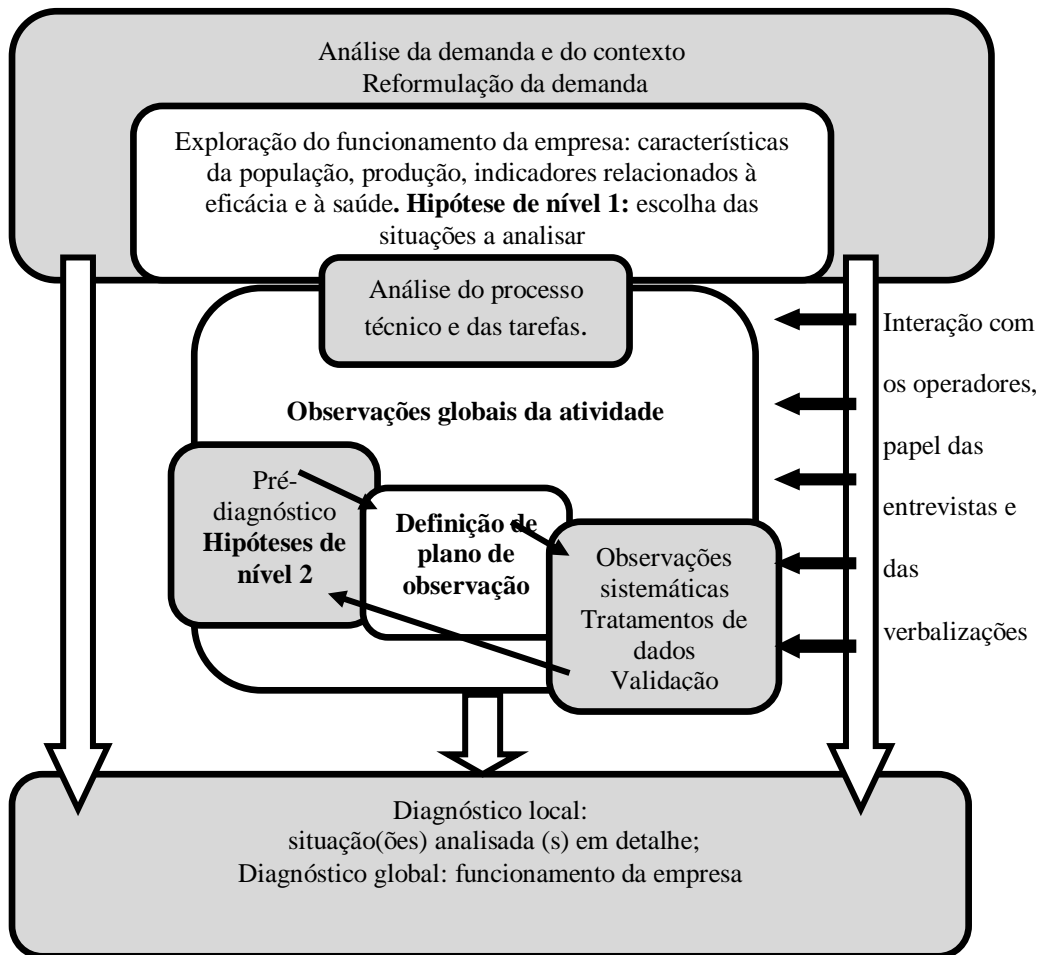 Análise da demanda e do contexto
Reformulação da demanda
Exploração do funcionamento da empresa: características
da população, produção, indicadores relacionados à
eficácia e à saúde. Hipótese de nível 1: escolha das
situações a analisar
Análise do processo
técnico e das tarefas.
Observações globais da atividade
Pré-
diagnóstico
Hipóteses de
nível 2
Definição de
plano de
observação
Observações
sistemáticas
Tratamentos de
dados
Validação
Interação com
os operadores,
papel das
entrevistas e
das
verbalizações
Diagnóstico local:
situação(ões) analisada (s) em detalhe;
Diagnóstico global: funcionamento da empresa